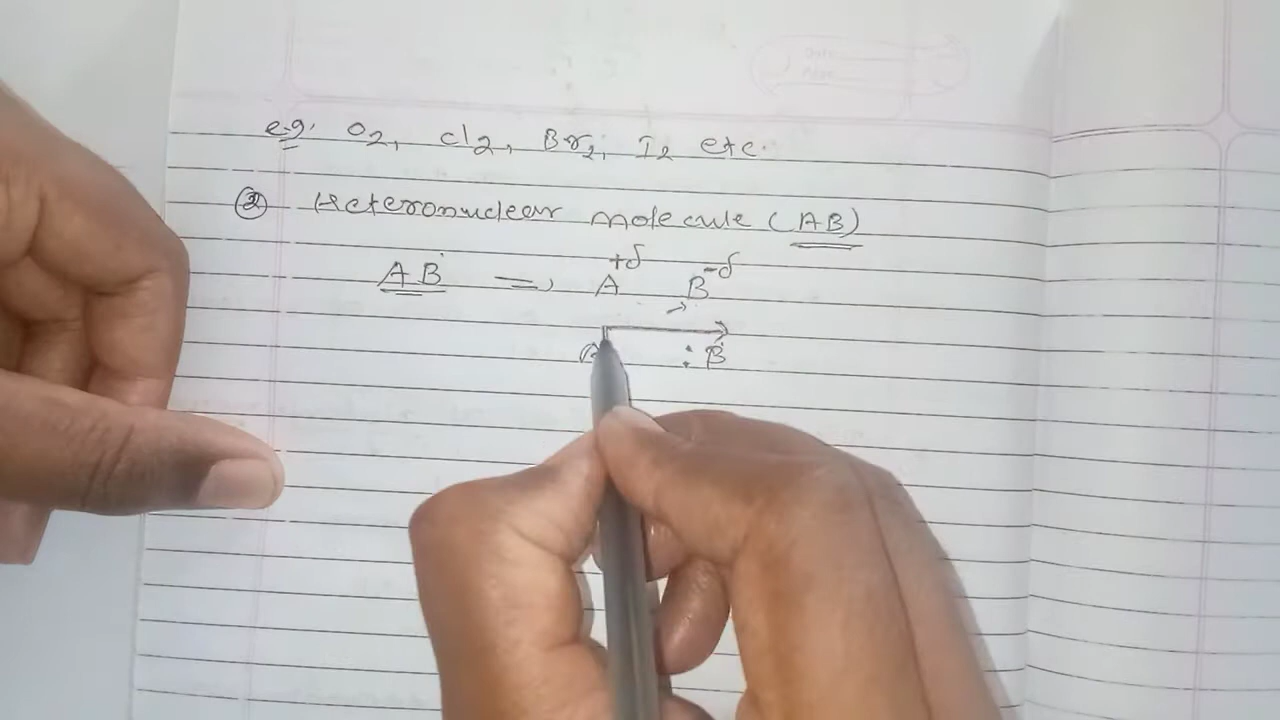 e.g. O2, Cl2, Br2, I2 etc.
② Heteronuclear molecule (AB)
AB ⇒, A+δ B-δ
: B